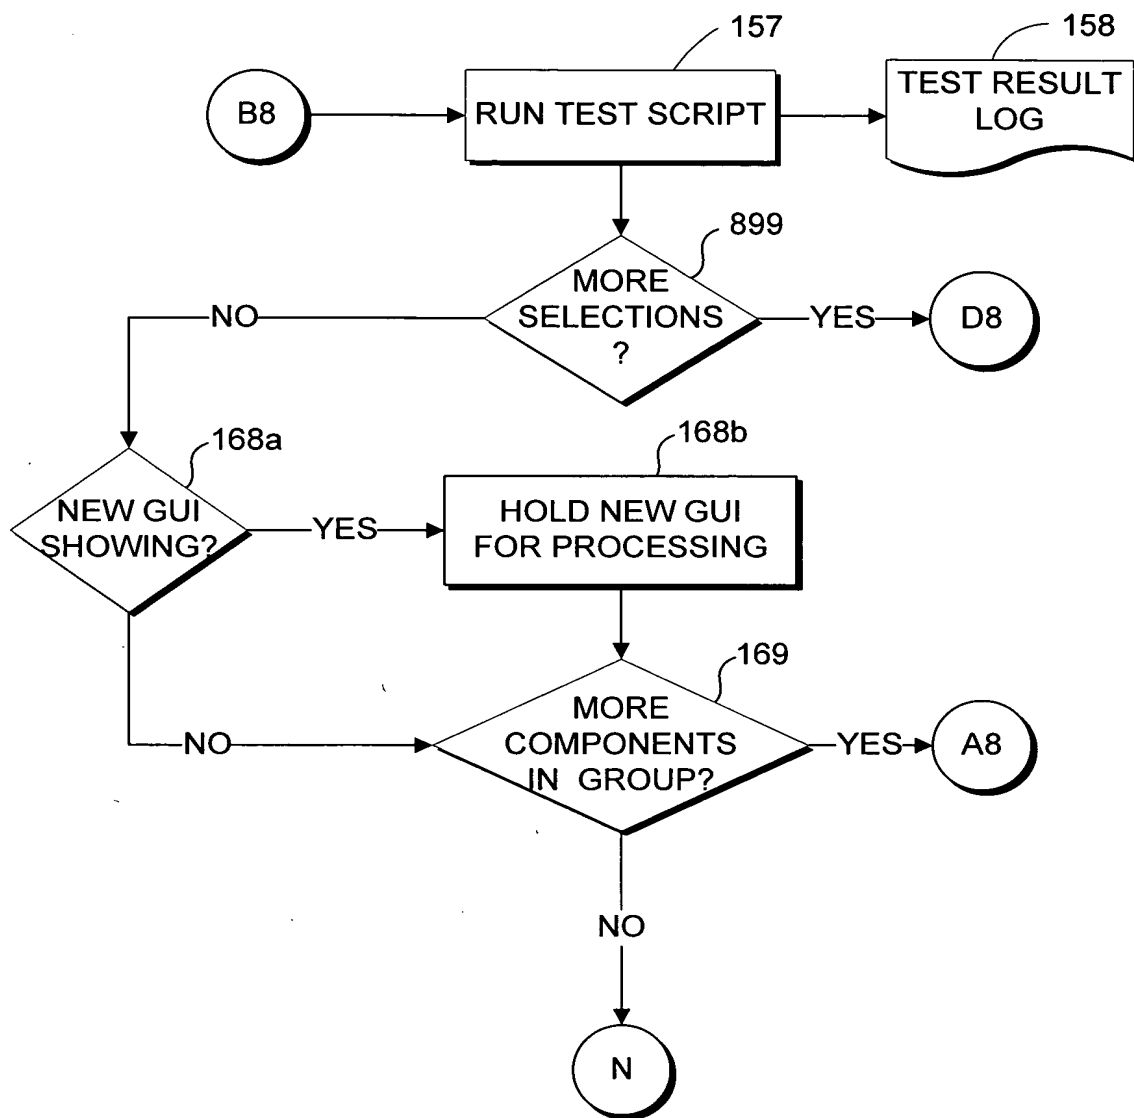 157
158
B8
RUN TEST SCRIPT
TEST RESULT
LOG
899
MORE
SELECTIONS
?
NO
YES
D8
168a
168b
NEW GUI
SHOWING?
YES
HOLD NEW GUI
FOR PROCESSING
169
MORE
COMPONENTS
IN GROUP?
NO
YES
A8
NO
N